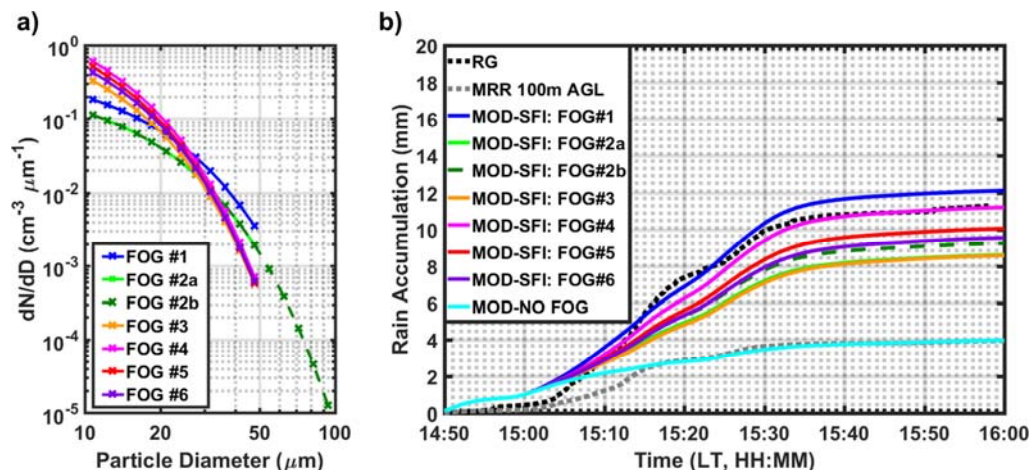 a)
dN/dD (cm⁻³ μm⁻¹)
10⁰
10⁻¹
10⁻²
10⁻³
10⁻⁴
10⁻⁵
FOG #1
FOG #2a
FOG #2b
FOG #3
FOG #4
FOG #5
FOG #6
10 20 50 100
Particle Diameter (μm)
b)
Rain Accumulation (mm)
20
18
16
14
12
10
8
6
4
2
0
RG
MRR 100m AGL
MOD-SFI: FOG#1
MOD-SFI: FOG#2a
MOD-SFI: FOG#2b
MOD-SFI: FOG#3
MOD-SFI: FOG#4
MOD-SFI: FOG#5
MOD-SFI: FOG#6
MOD-NO FOG
14:50 15:00 15:10 15:20 15:30 15:40 15:50 16:00
Time (LT, HH:MM)